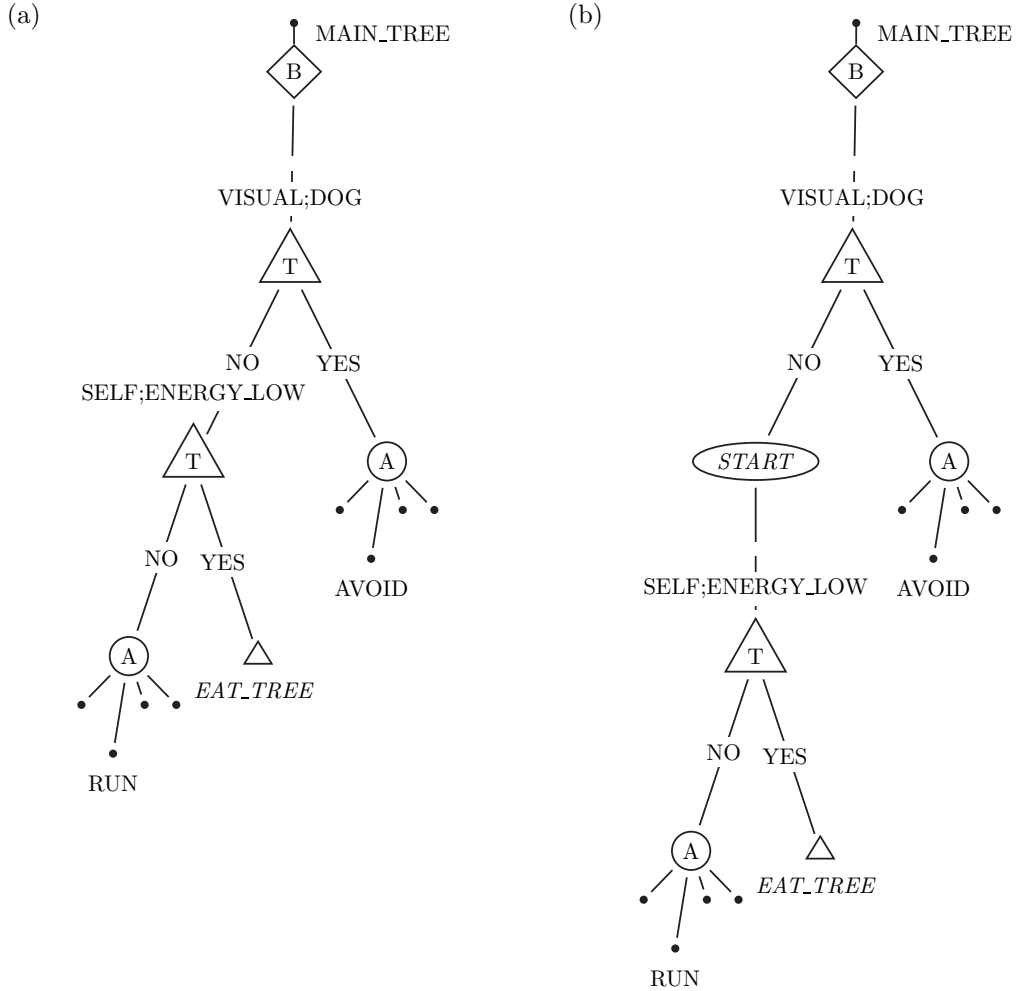 (a)
MAIN_TREE
B
VISUAL;DOG
T
NO
YES
SELF;ENERGY_LOW
T
A
NO
YES
AVOID
A
EAT_TREE
RUN
(b)
MAIN_TREE
B
VISUAL;DOG
T
NO
YES
START
A
SELF;ENERGY_LOW
AVOID
T
NO
YES
A
EAT_TREE
RUN